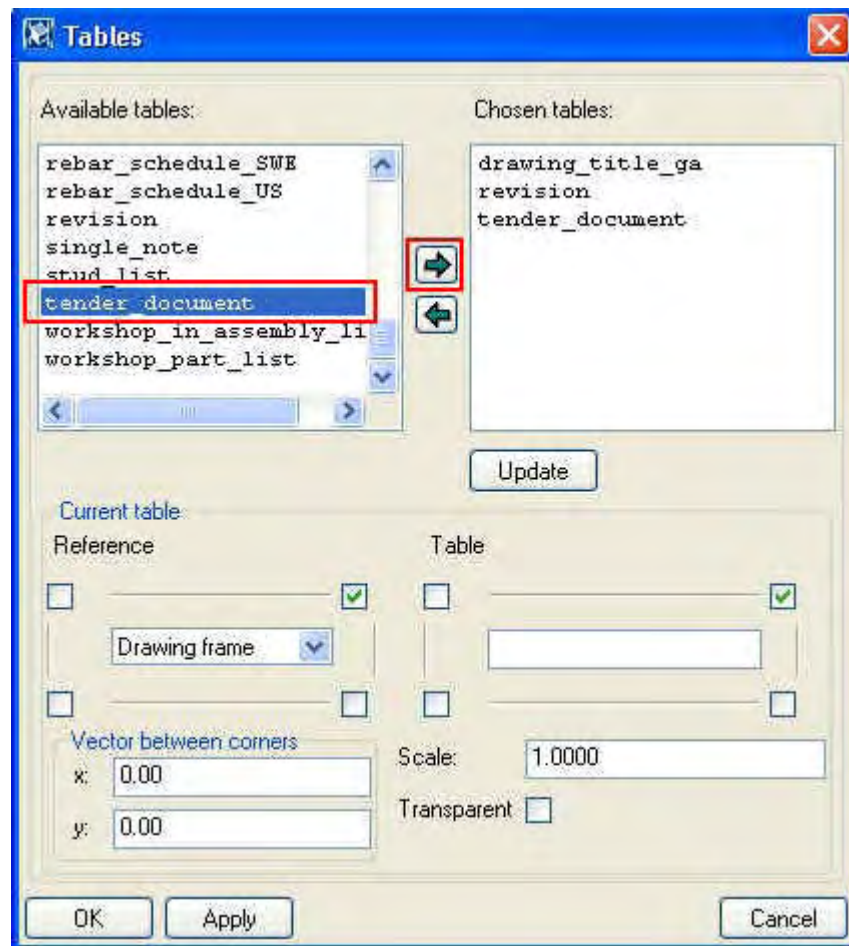 Tables
Available tables:
Chosen tables:
rebar_schedule_SWE
rebar_schedule_US
revision
single_note
stud_list
tender_document
workshop_in_assembly_li
workshop_part_list
drawing_title_ga
revision
tender_document
Update
Current table
Reference
Table
Drawing frame
Vector between corners
x: 0.00
y: 0.00
Scale: 1.0000
Transparent
OK
Apply
Cancel